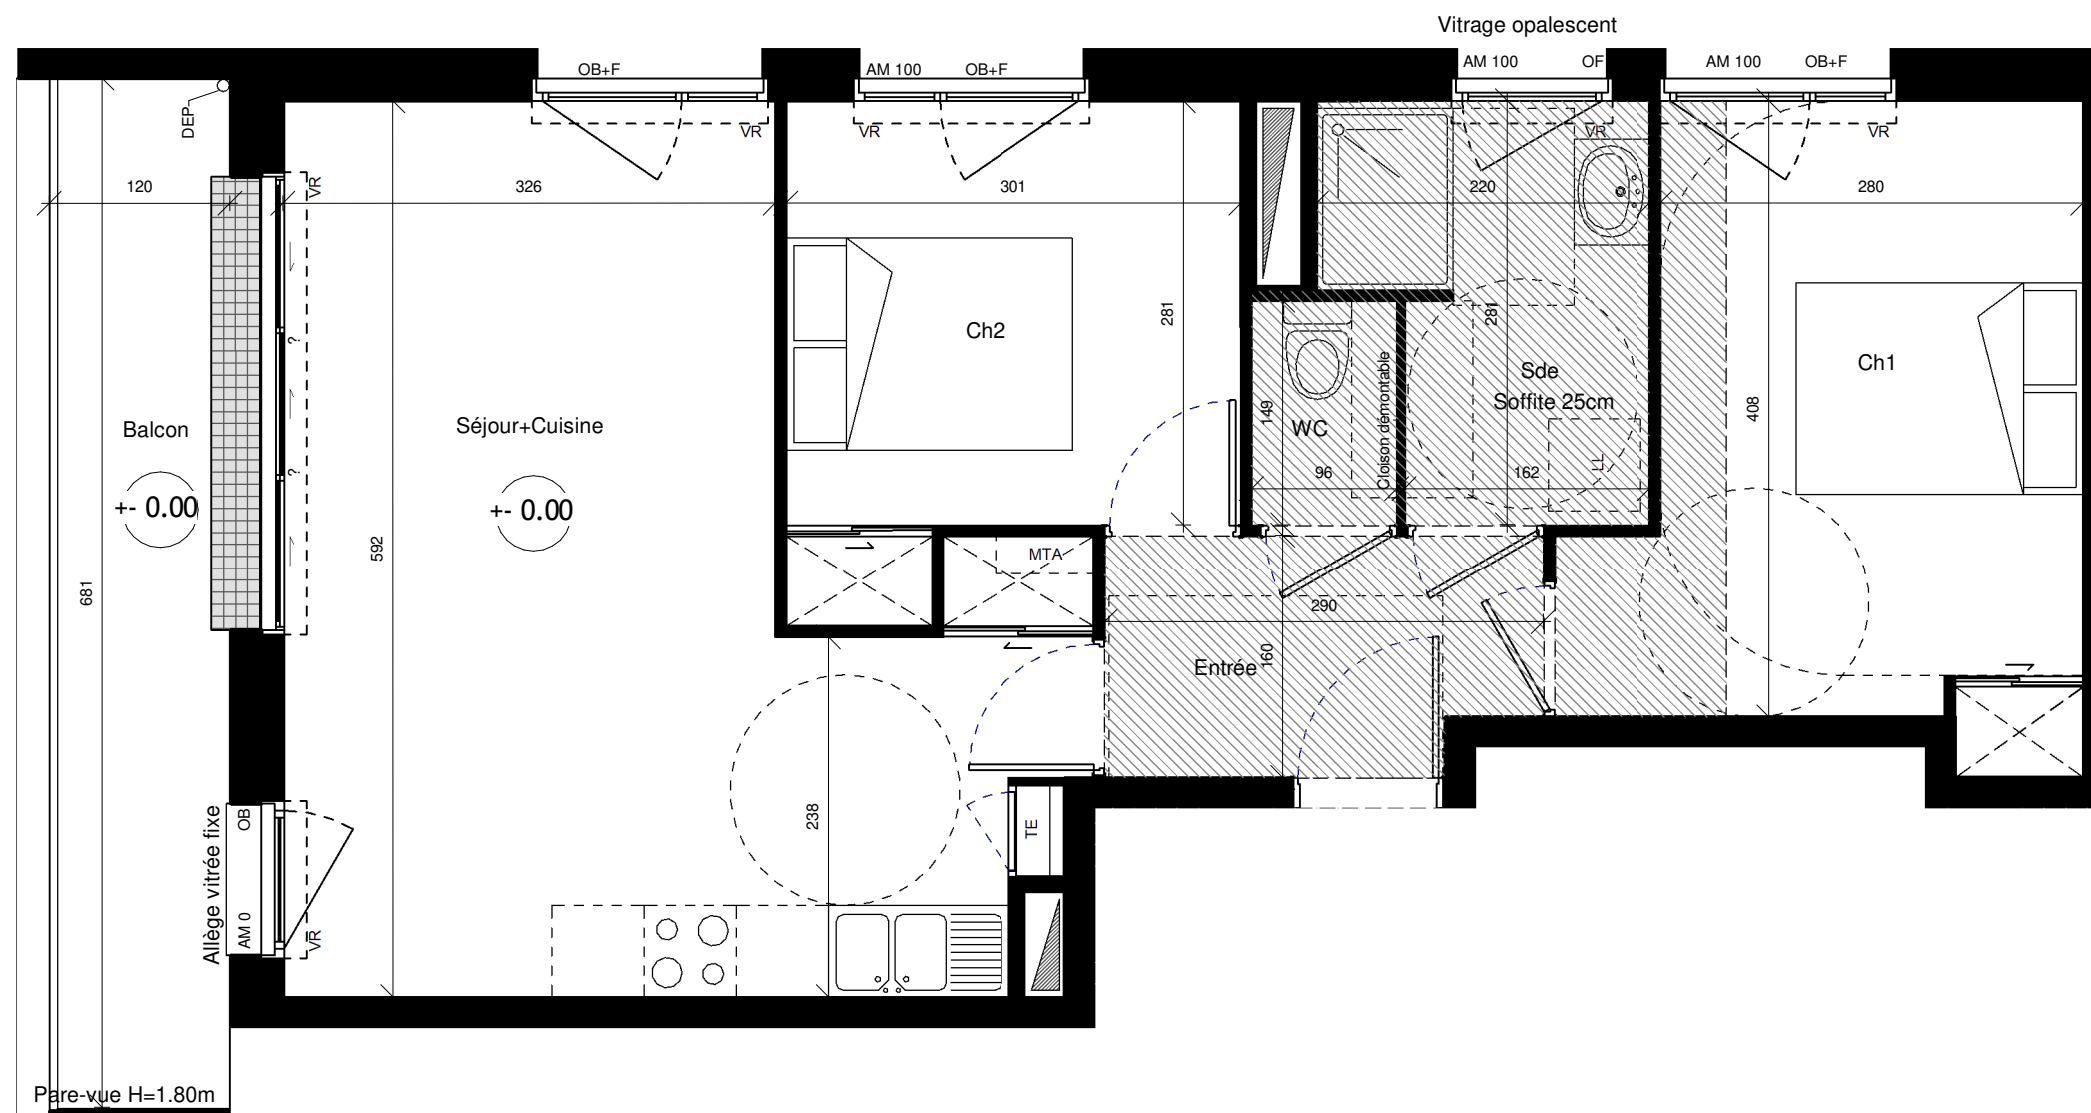 Vitrage opalescent
OB+F
AM 100
OB+F
AM 100
OF
AM 100
OB+F
DEP
VR
VR
VR
VR
VR
120
326
301
220
280
281
281
?
?
Ch2
Ch1
Sde
Soffite 25cm
Cloison démontable
WC
149
408
96
162
LL
Balcon
Séjour+Cuisine
+- 0.00
+- 0.00
592
681
MTA
290
Entrée
160
238
TE
Allège vitrée fixe
OB
AM 0
VR
Pare-vue H=1.80m